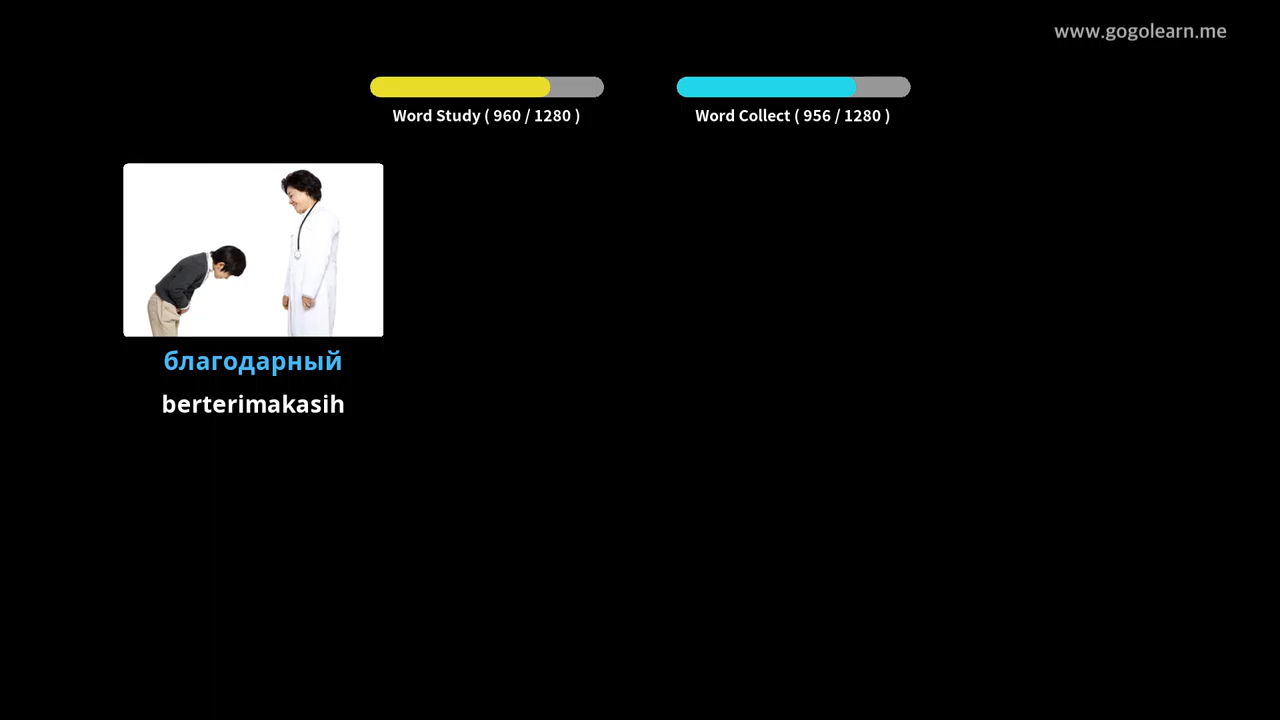 www.gogolearn.me
Word Study ( 960 / 1280 )
Word Collect ( 956 / 1280 )
благодарный
berterimakasih